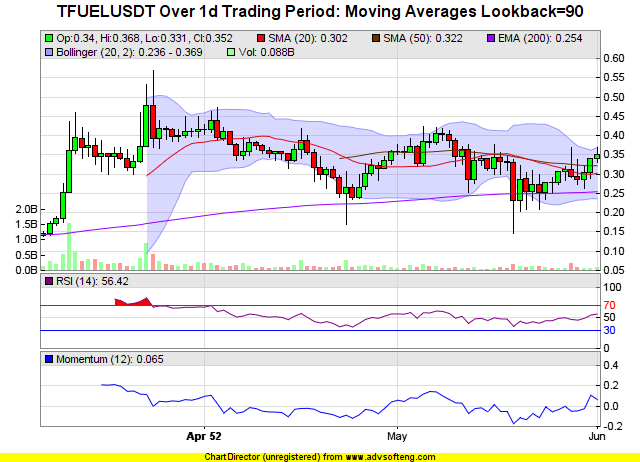 TFUELUSDT Over 1d Trading Period: Moving Averages Lookback=90
Op:0.34, Hi:0.368, Lo:0.331, Cl:0.352 SMA (20): 0.302 SMA (50): 0.322 EMA (200): 0.254
Bollinger (20, 2): 0.236 - 0.369 Vol: 0.088B
0.60
0.55
0.50
0.45
0.40
0.35
0.30
0.25
0.20
0.15
0.10
0.05
2.0B
1.5B
1.0B
0.5B
0.0B
RSI (14): 56.42
100
70
50
30
0
Momentum (12): 0.065
0.4
0.2
0.0
-0.2
Apr 52 May Jun
ChartDirector (unregistered) from www.advsofteng.com